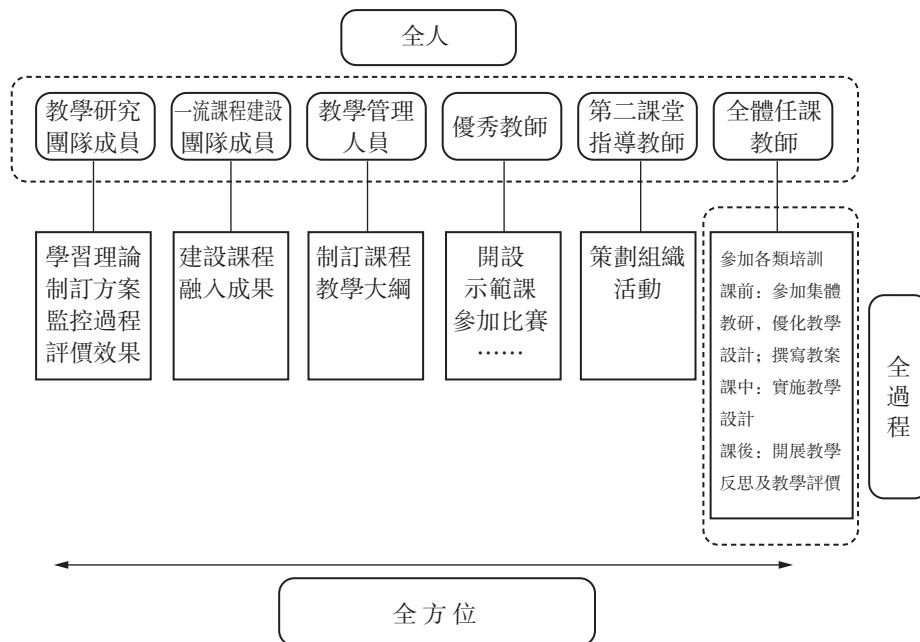 全人
教學研究
團隊成員
一流課程建設
團隊成員
教學管理
人員
優秀教師
第二課堂
指導教師
全體任課
教師
學習理論
制訂方案
監控過程
評價效果
建設課程
融入成果
制訂課程
教學大綱
開設
示範課
參加比賽
……
策劃組織
活動
參加各類培訓
課前：參加集體
教研，優化教學
設計；撰寫教案
課中：實施教學
設計
課後：開展教學
反思及教學評價
全過程
全方位